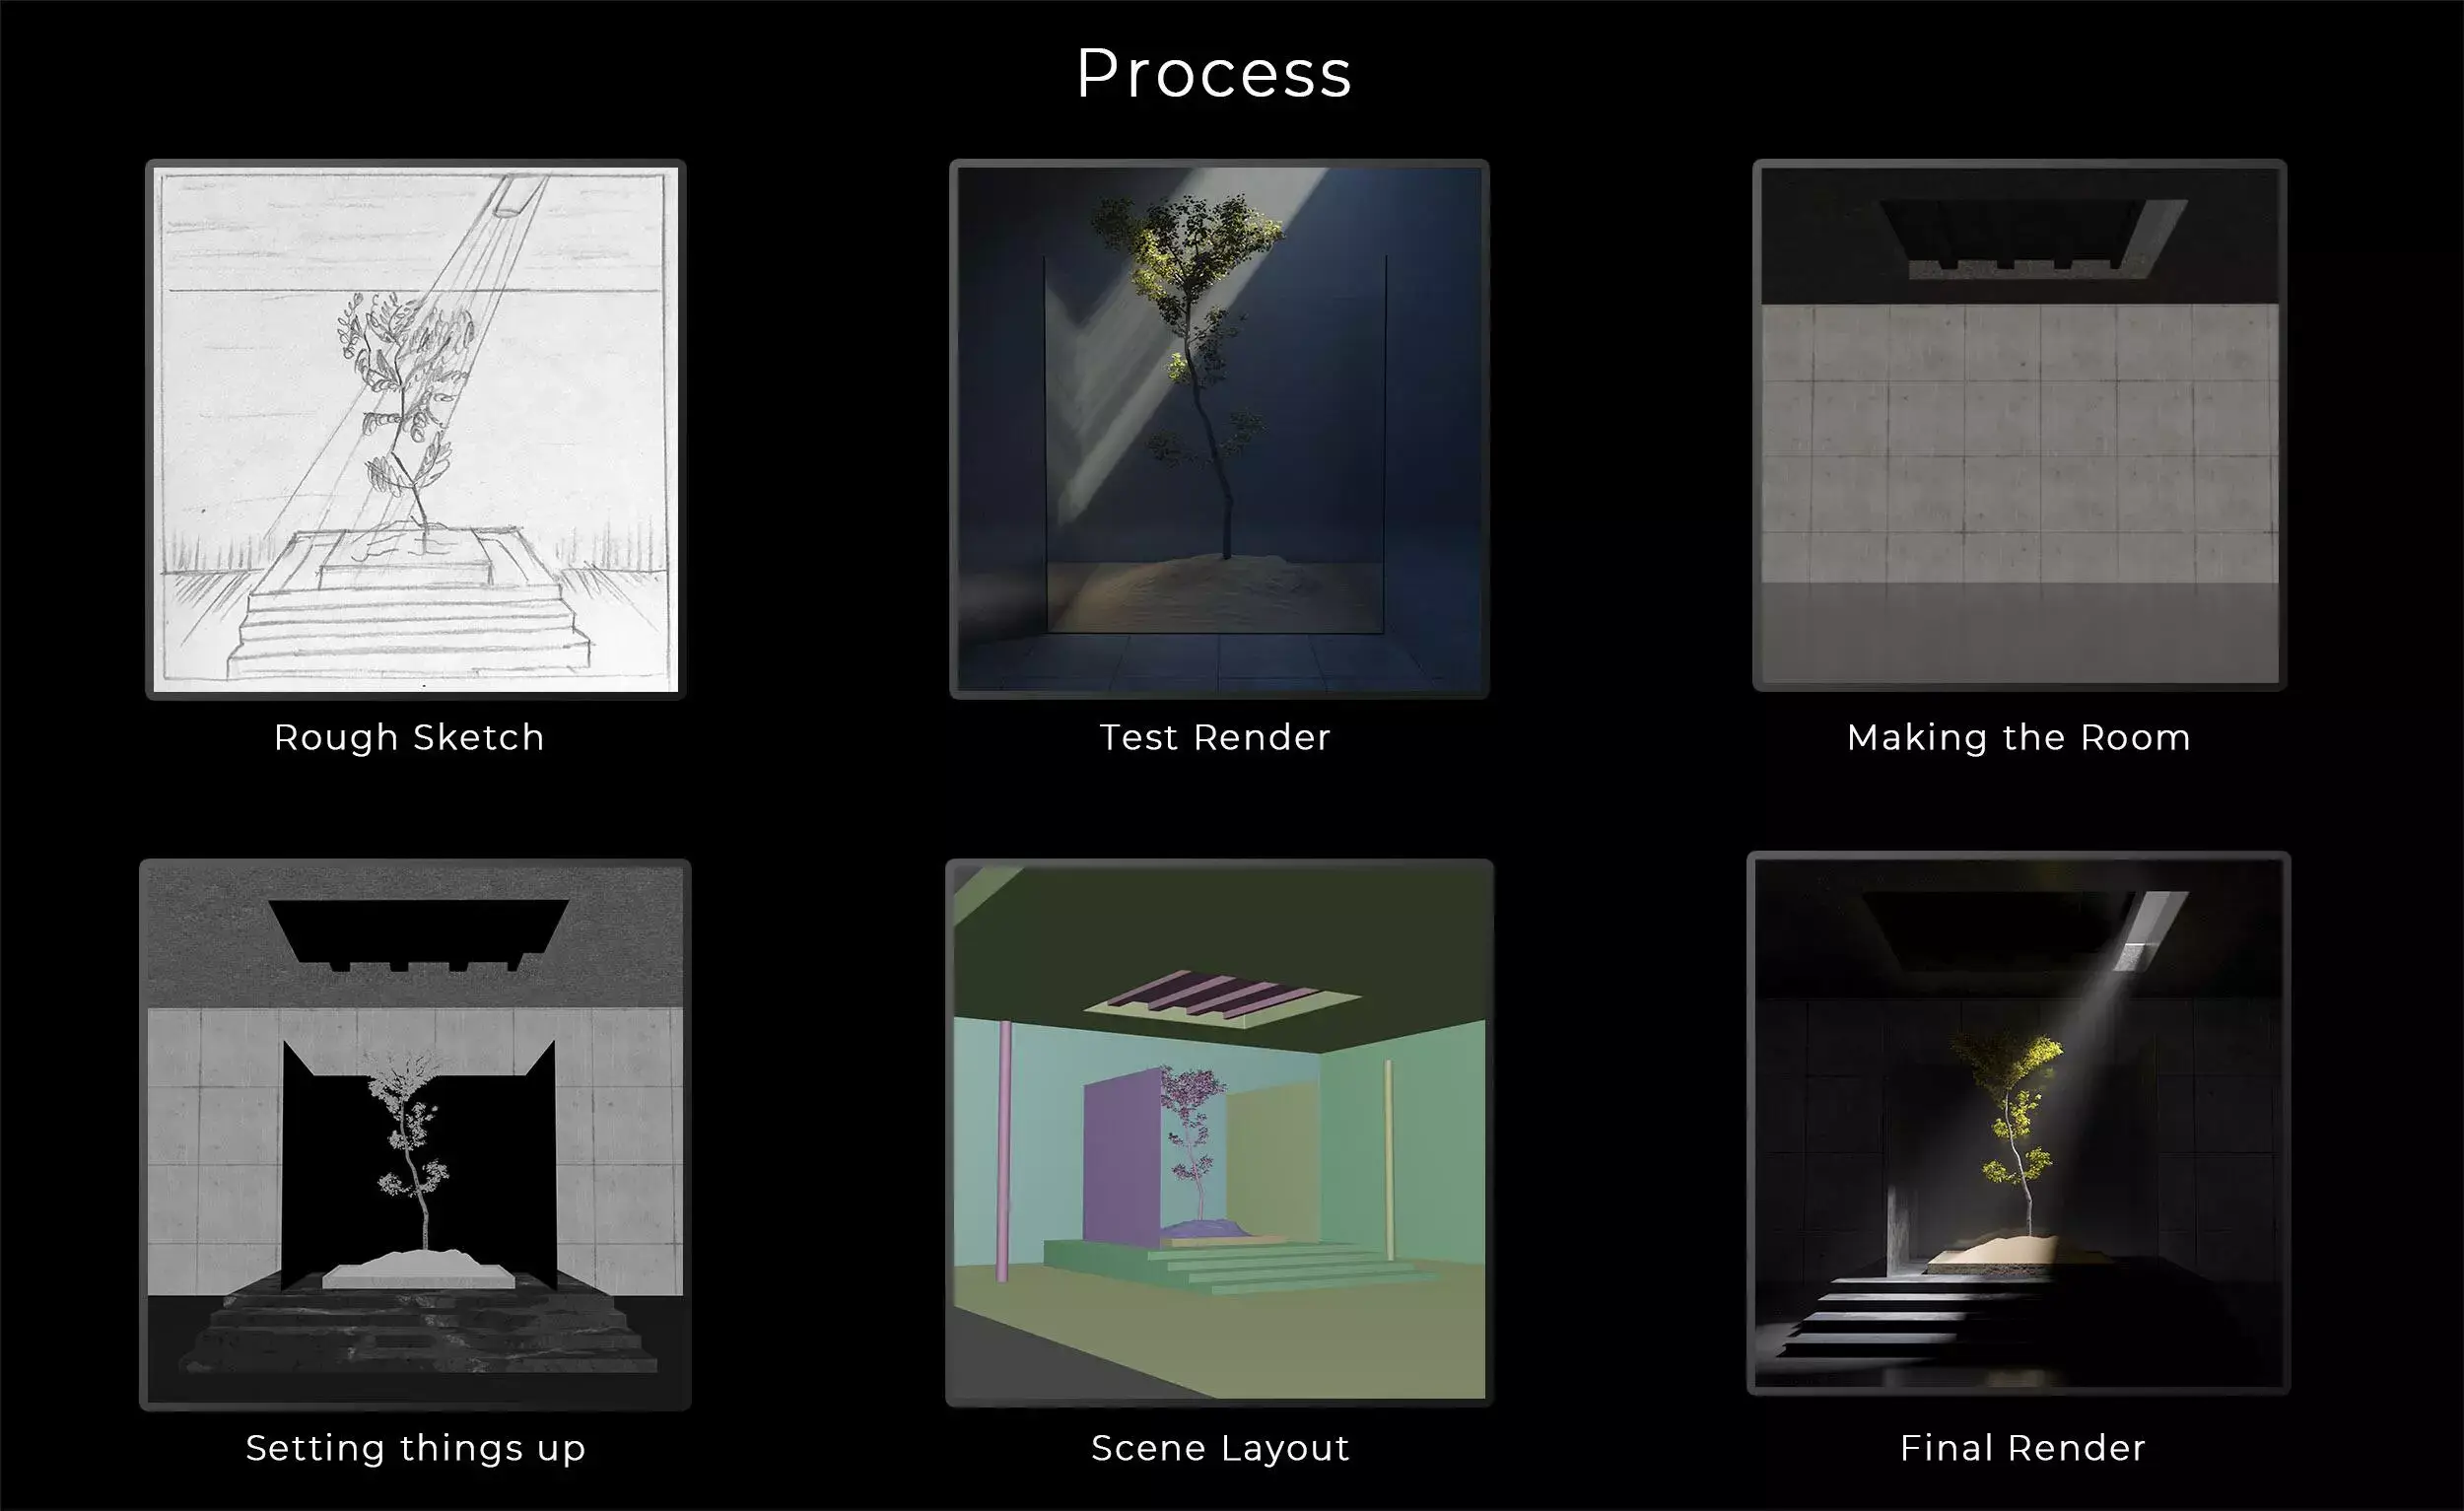 Process
Rough Sketch
Test Render
Making the Room
Setting things up
Scene Layout
Final Render